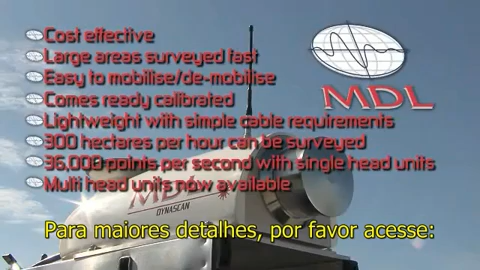 Cost effective
Large areas surveyed fast
Easy to mobilise/de-mobilise
Comes ready calibrated
Lightweight with simple cable requirements
300 hectares per hour can be surveyed
36,000 points per second with single head units
Multi head units now available
MDL
MDL
DYNASCAN
Para maiores detalhes, por favor acesse: